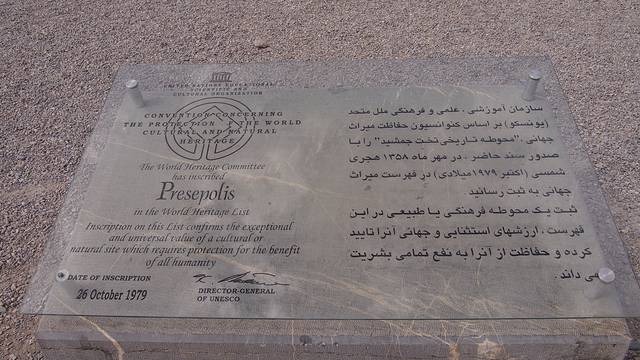 UNITED NATIONS EDUCATIONAL
SCIENTIFIC AND
CULTURAL ORGANIZATION
CONVENTION CONCERNING
THE PROTECTION F THE WORLD
CULTURAL AND NATURAL
HERITAGE
The World Heritage Committee
has inscribed
Presepolis
in the World Heritage List
Inscription on this List confirms the exceptional
and universal value of a cultural or
natural site which requires protection for the benefit
of all humanity
DATE OF INSCRIPTION
26 October 1979
DIRECTOR-GENERAL
OF UNESCO
سازمان آموزشی ، علمی و فرهنگی ملل متحد
(یونسکو) بر اساس کنوانسیون حفاظت میراث
جهانی ، "محوطه تاریخی تخت جمشید" را با
صدور سند حاضر ، در مهر ماه ۱۳۵۸ هجری
شمسی (اکتبر ۱۹۷۹ میلادی) در فهرست میراث
جهانی به ثبت رسانید .
ثبت یک محوطه فرهنگی یا طبیعی در این
فهرست ، ارزشهای استثنایی و جهانی آنرا تایید
کرده و حفاظت از آنرا به نفع تمامی بشریت
می داند .